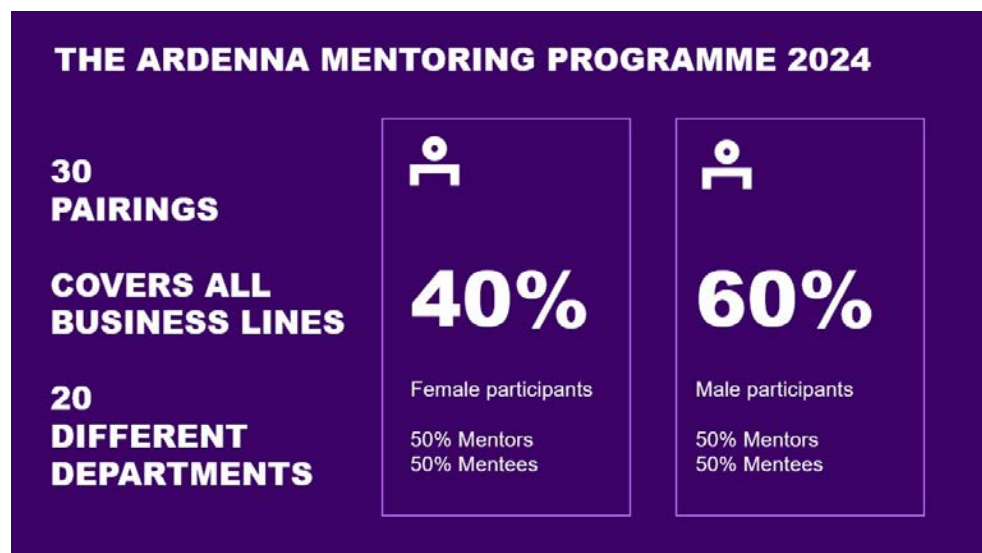 THE ARDENNA MENTORING PROGRAMME 2024
30
PAIRINGS
COVERS ALL
BUSINESS LINES
20
DIFFERENT
DEPARTMENTS
40%
Female participants
50% Mentors
50% Mentees
60%
Male participants
50% Mentors
50% Mentees